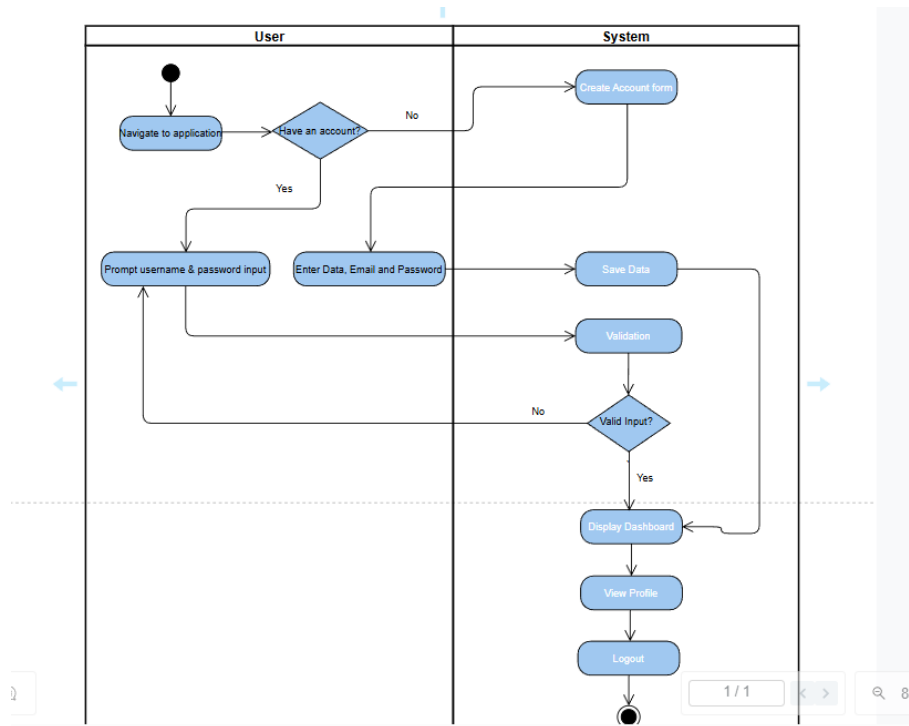 User
System
Create Account form
No
Navigate to application
Have an account?
Yes
Prompt username & password input
Enter Data, Email and Password
Save Data
Validation
No
Valid Input?
Yes
Display Dashboard
View Profile
Logout
1 / 1
8